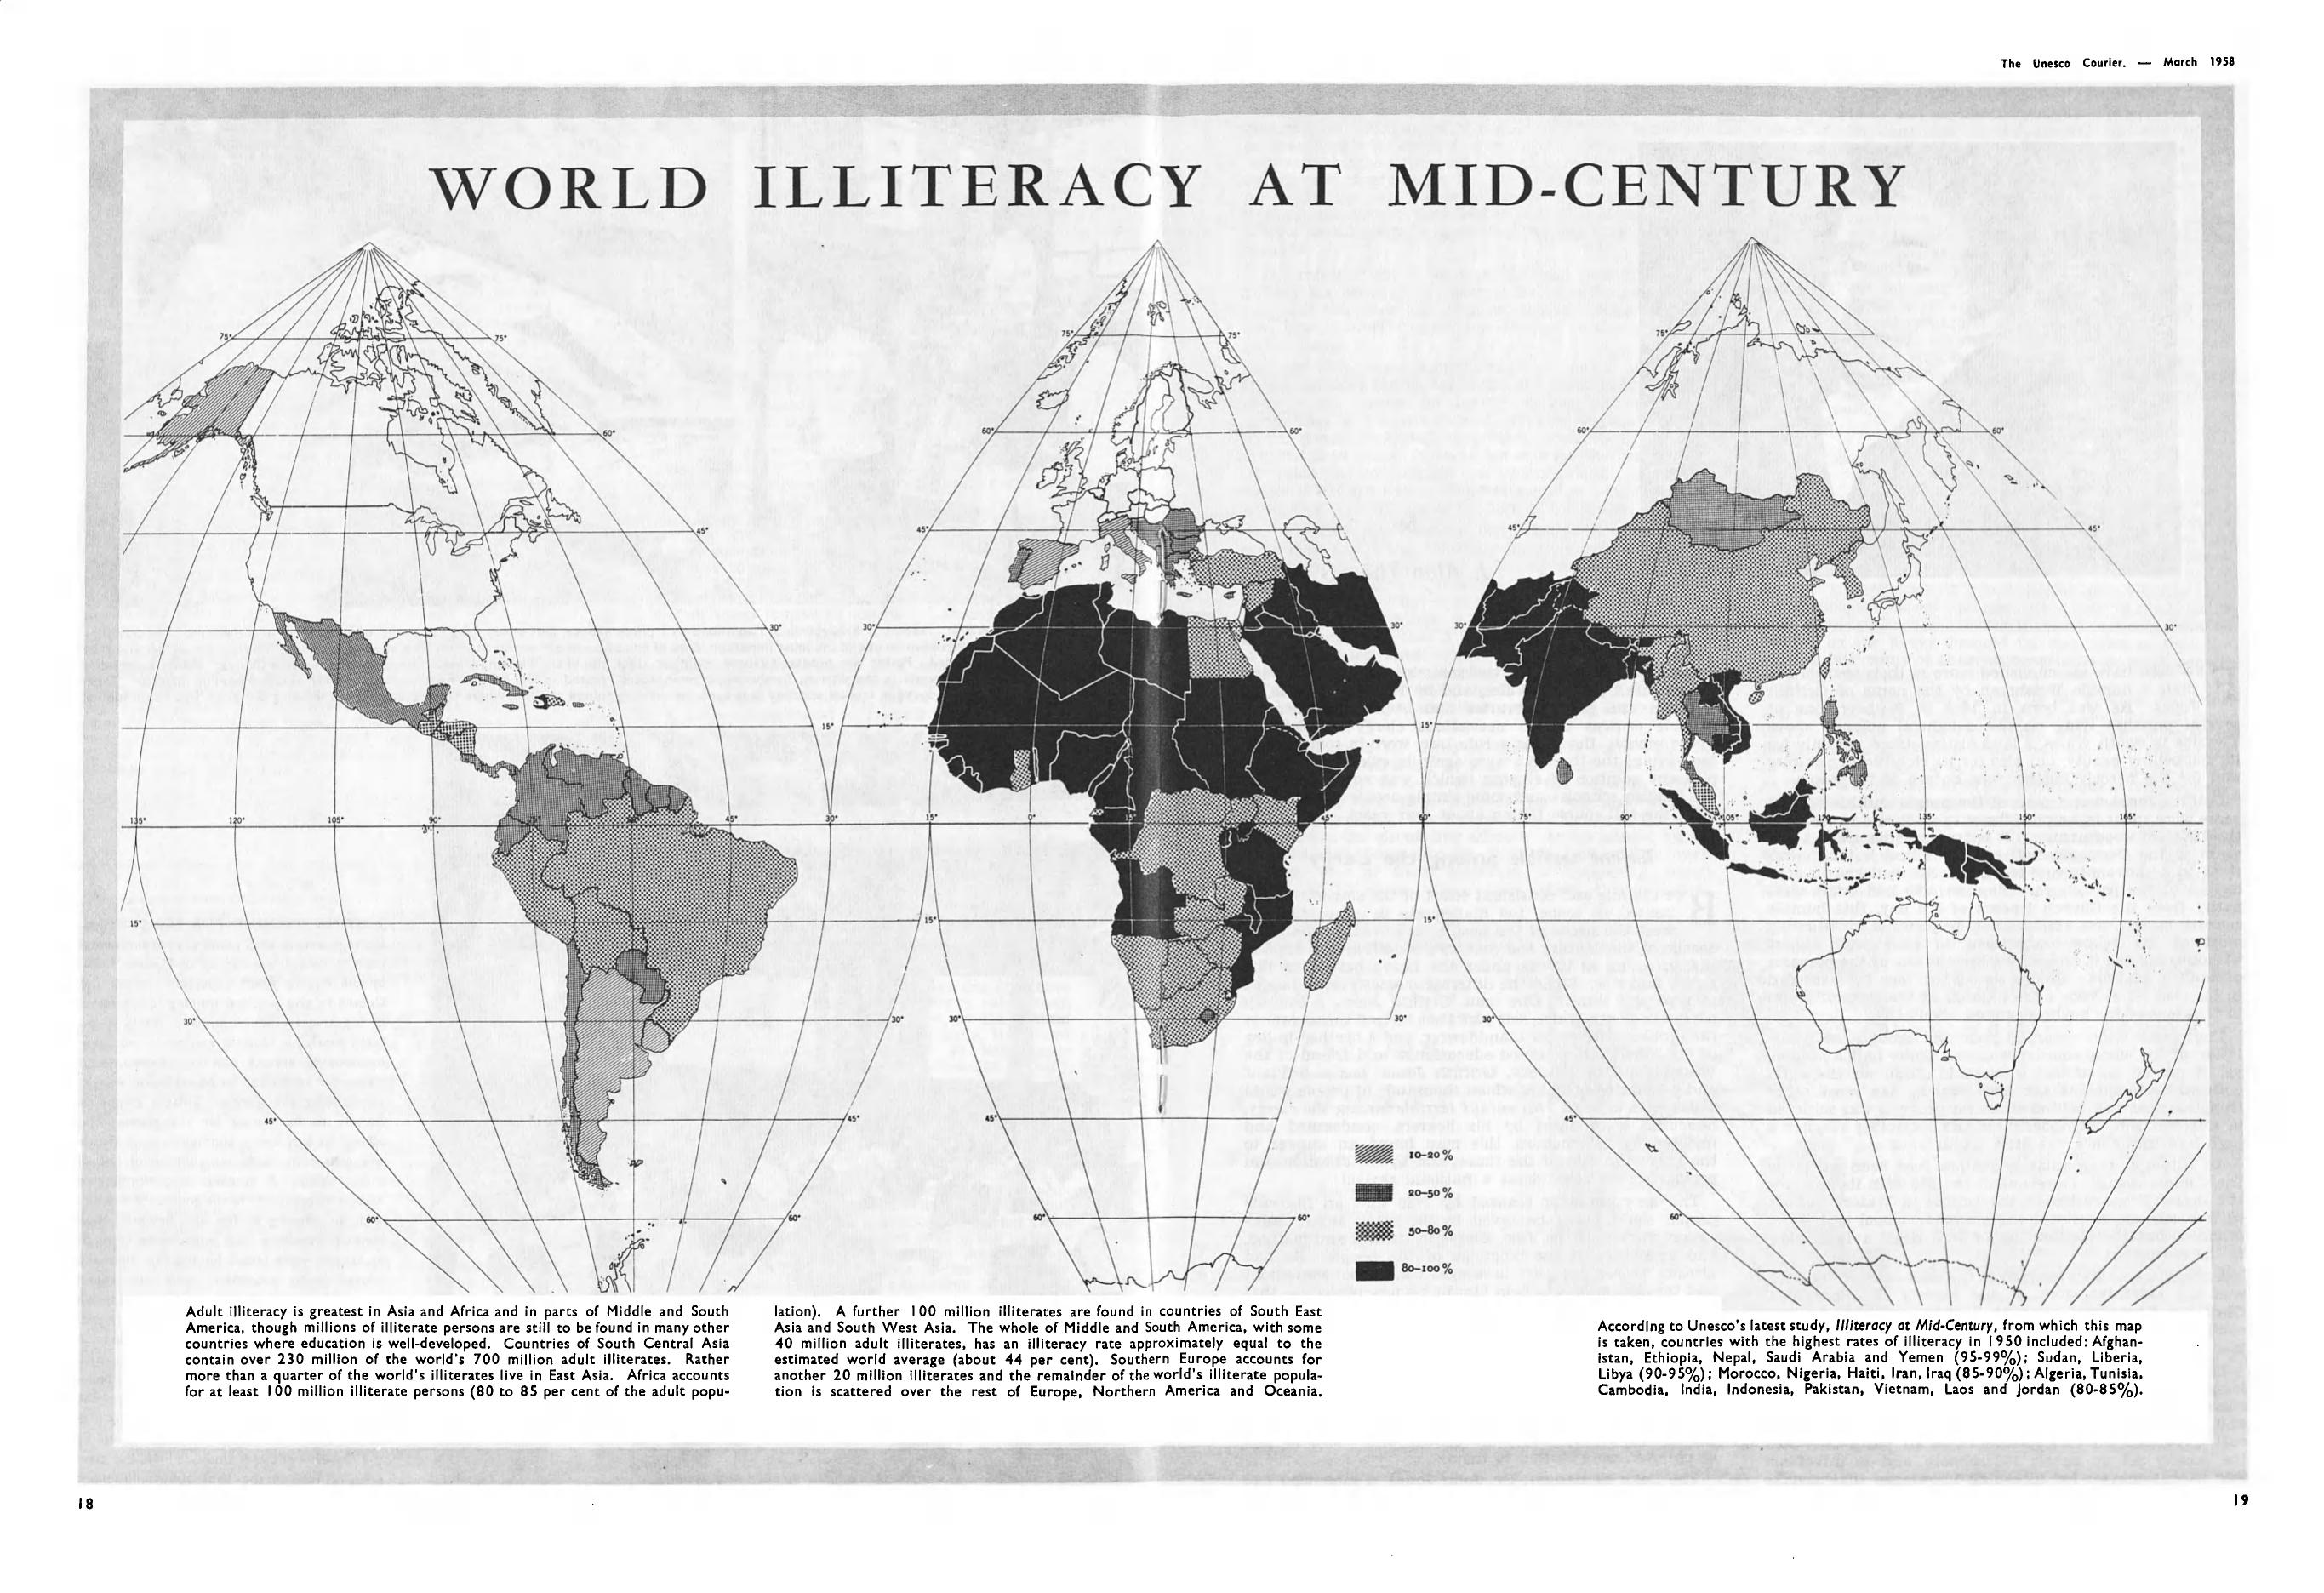 The Unesco Courier. — March 1958
WORLD ILLITERACY AT MID-CENTURY
75° 75°
60°
45°
30°
15°
135° 120° 105° 90° 75° 60° 45° 30°
15°
30° 30°
45° 45°
60° 60°
75° 75°
60° 60°
45°
30° 30°
15°
15° 0° 15° 45° 60°
15° 15°
30° 30°
45°
60° 60°
75°
60° 60°
45° 45°
30° 30°
75° 90° 105° 120° 135° 150° 165°
30°
45°
60°
10-20%
20-50%
50-80%
80-100%
Adult illiteracy is greatest in Asia and Africa and in parts of Middle and South
America, though millions of illiterate persons are still to be found in many other
countries where education is well-developed. Countries of South Central Asia
contain over 230 million of the world's 700 million adult illiterates. Rather
more than a quarter of the world's illiterates live in East Asia. Africa accounts
for at least 100 million illiterate persons (80 to 85 per cent of the adult popu-
lation). A further 100 million illiterates are found in countries of South East
Asia and South West Asia. The whole of Middle and South America, with some
40 million adult illiterates, has an illiteracy rate approximately equal to the
estimated world average (about 44 per cent). Southern Europe accounts for
another 20 million illiterates and the remainder of the world's illiterate popula-
tion is scattered over the rest of Europe, Northern America and Oceania.
According to Unesco's latest study, Illiteracy at Mid-Century, from which this map
is taken, countries with the highest rates of illiteracy in 1950 included: Afghan-
istan, Ethiopia, Nepal, Saudi Arabia and Yemen (95-99%); Sudan, Liberia,
Libya (90-95%); Morocco, Nigeria, Haiti, Iran, Iraq (85-90%); Algeria, Tunisia,
Cambodia, India, Indonesia, Pakistan, Vietnam, Laos and Jordan (80-85%).
18
19